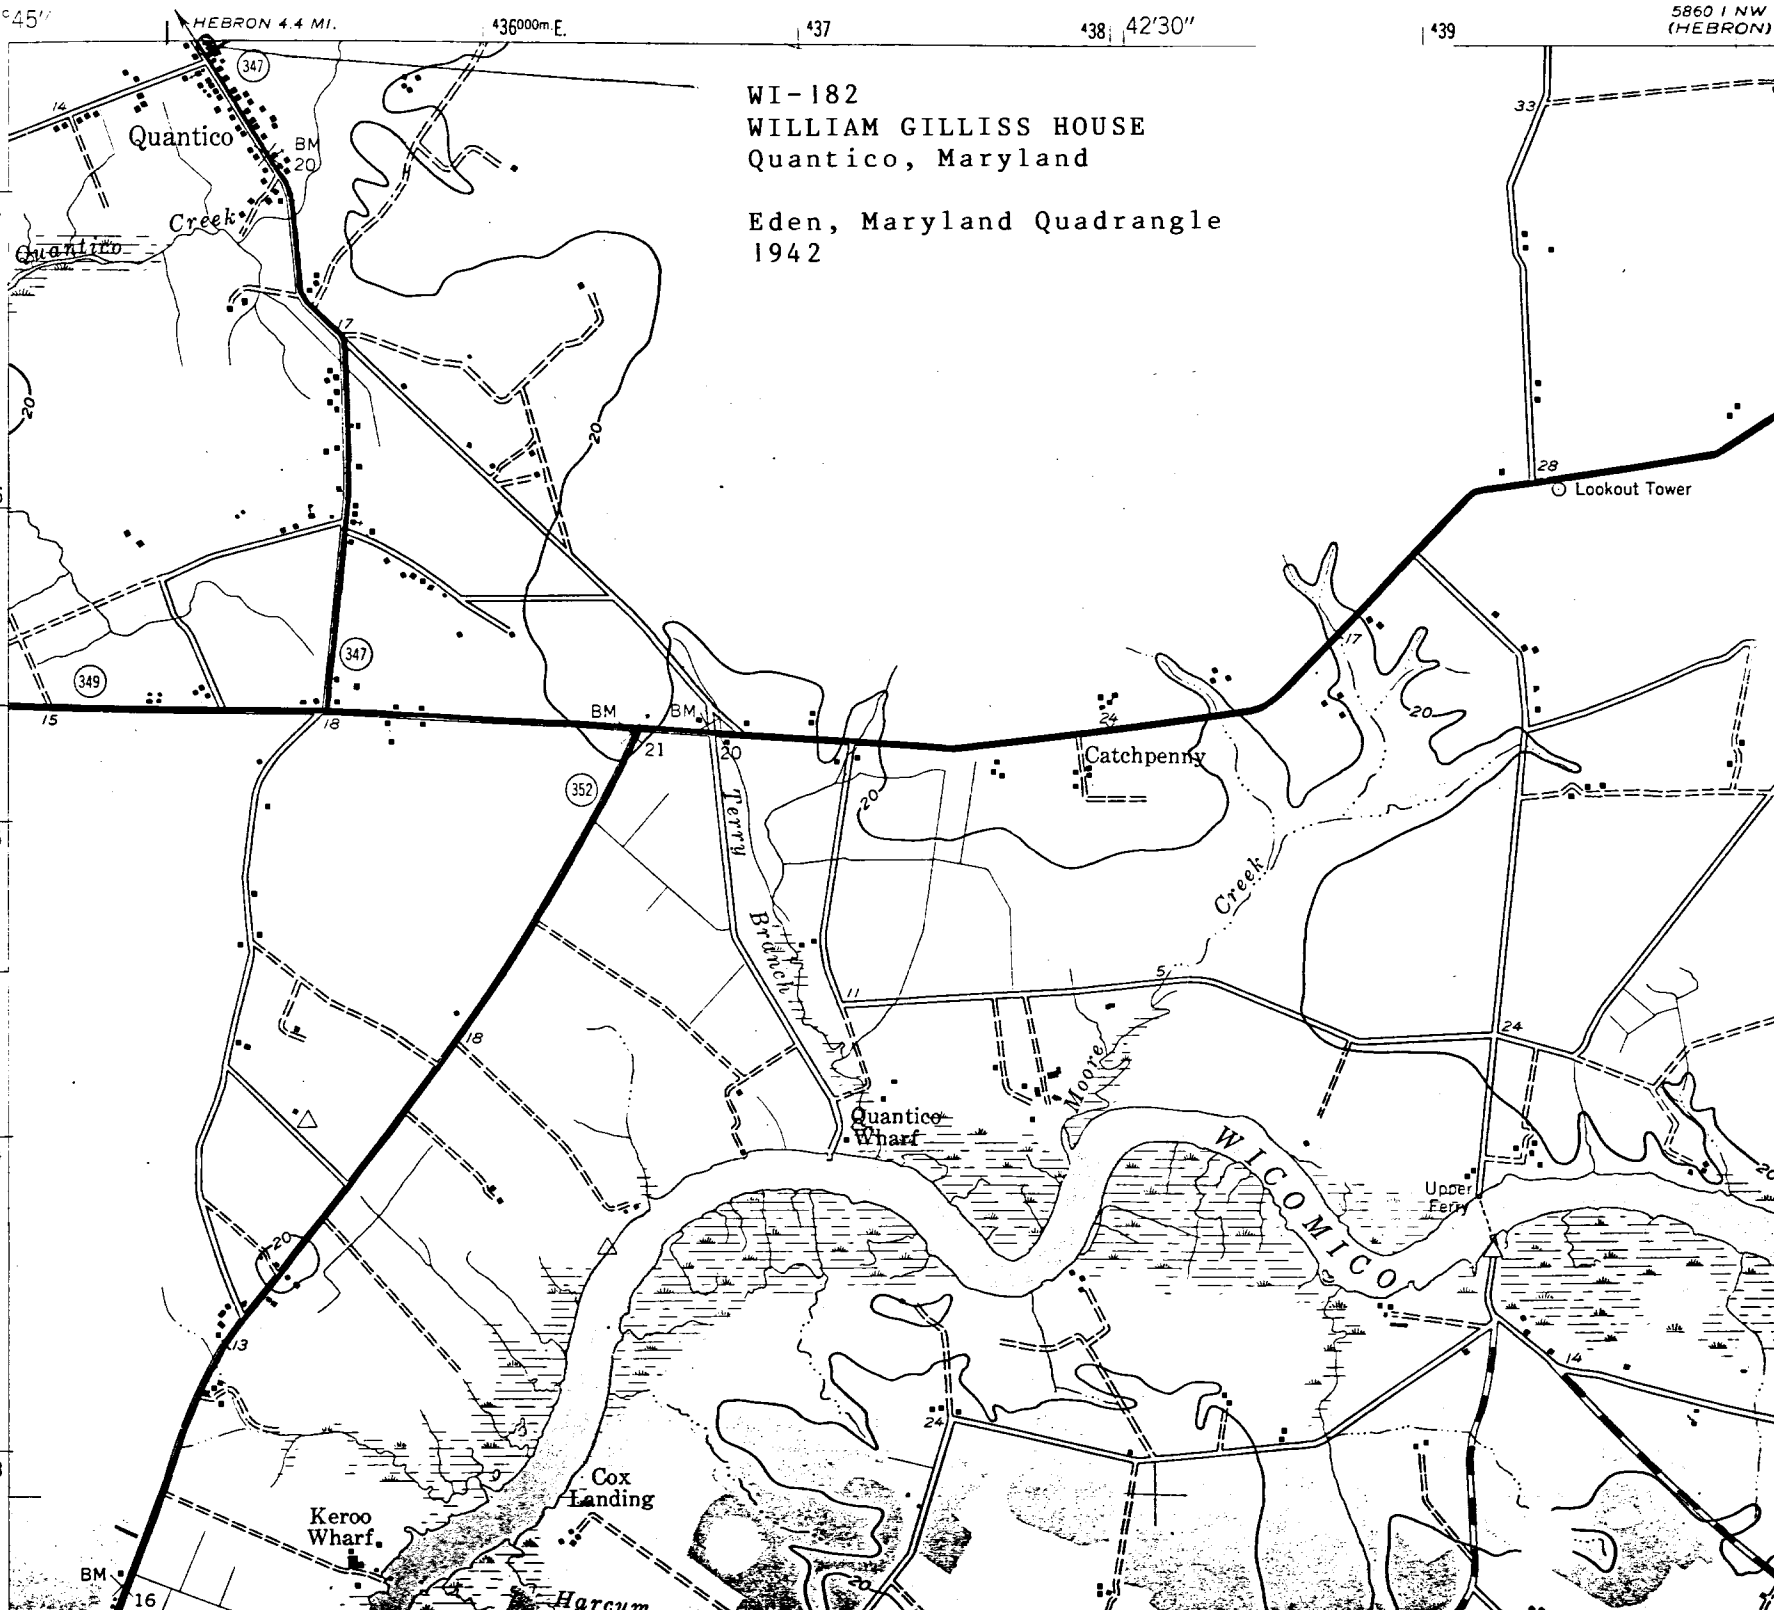 °45'
HEBRON 4.4 MI.
436000m.E.
437
438
42'30"
439
5860 I NW
(HEBRON)
347
WI-182
WILLIAM GILLISS HOUSE
Quantico, Maryland
Eden, Maryland Quadrangle
1942
14
Quantico
BM
20
33
Creek
Quantico
17
20
20
28
Lookout Tower
17
347
349
20
15
18
BM
BM
24
21
20
Catchpenny
352
20
Terry
Creek
Branch
5
11
24
18
Moore
Quantico
Wharf
WICOMICO
20
Upper
Ferry
20
13
14
24
Cox
Landing
Keroo
Wharf
BM
16
20
Harcum